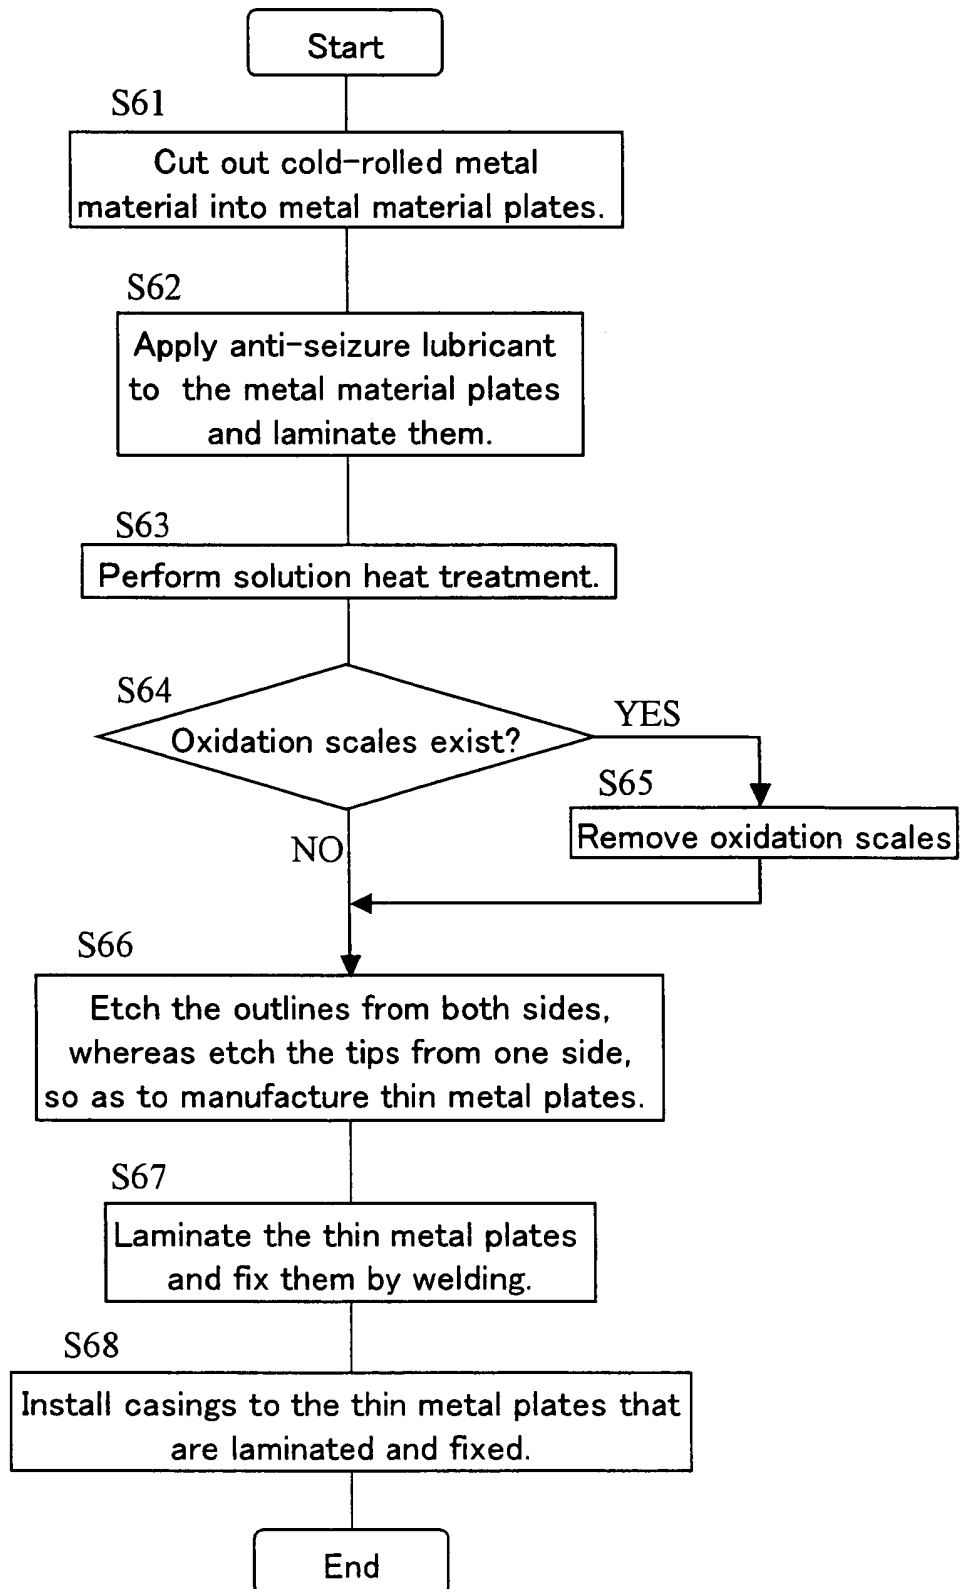 Start
S61
Cut out cold-rolled metal
material into metal material plates.
S62
Apply anti-seizure lubricant
to the metal material plates
and laminate them.
S63
Perform solution heat treatment.
S64
Oxidation scales exist?
YES
S65
Remove oxidation scales
NO
S66
Etch the outlines from both sides,
whereas etch the tips from one side,
so as to manufacture thin metal plates.
S67
Laminate the thin metal plates
and fix them by welding.
S68
Install casings to the thin metal plates that
are laminated and fixed.
End